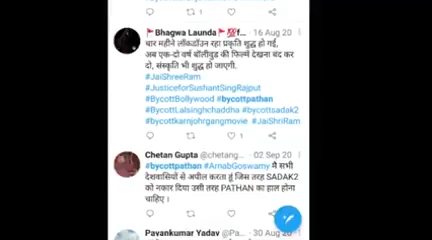 1
🚩Bhagwa Launda🚩💯f... · 16 Aug 20
चार महीने लॉकडॉउन रहा प्रकृति शुद्ध हो गई,
अब एक-दो वर्ष बॉलीवुड की फिल्में देखना बंद कर
दो, संस्कृति भी शुद्ध हो जाएगी.
#JaiShreeRam
#JusticeforSushantSingRajput
#BycottBollywood #bycottpathan
#BycottLalsinghchaddha #bycottsadak2
#bycottkarnjohrgangmovie #JaiShriRam
Chetan Gupta @chetang... · 02 Sep 20
#bycottpathan #ArnabGoswamy मै सभी
देशवासियों से अपील करता हूं जिस तरह SADAK2
को नकार दिया उसी तरह PATHAN का हाल होना
चाहिए ।
Pavankumar Yadav @Pa... · 30 Aug 20